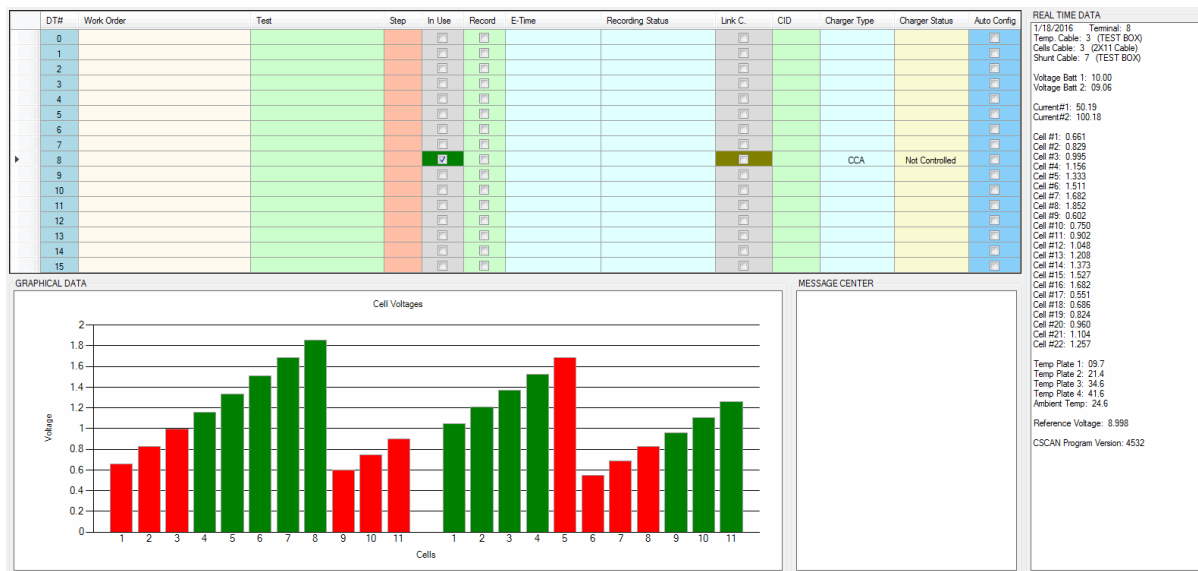 DT# Work Order Test Step In Use Record E-Time Recording Status Link C. CID Charger Type Charger Status Auto Config
0
1
2
3
4
5
6
7
8 CCA Not Controlled
9
10
11
12
13
14
15
REAL TIME DATA
1/18/2016 Terminal: 8
Temp. Cable: 3 (TEST BOX)
Cells Cable: 3 (2X11 Cable)
Shunt Cable: 7 (TEST BOX)
Voltage Batt 1: 10.00
Voltage Batt 2: 09.06
Current#1: 50.19
Current#2: 100.18
Cell #1: 0.661
Cell #2: 0.829
Cell #3: 0.995
Cell #4: 1.156
Cell #5: 1.333
Cell #6: 1.511
Cell #7: 1.682
Cell #8: 1.852
Cell #9: 0.602
Cell #10: 0.750
Cell #11: 0.902
Cell #12: 1.048
Cell #13: 1.208
Cell #14: 1.373
Cell #15: 1.527
Cell #16: 1.682
Cell #17: 0.551
Cell #18: 0.686
Cell #19: 0.824
Cell #20: 0.960
Cell #21: 1.104
Cell #22: 1.257
Temp Plate 1: 09.7
Temp Plate 2: 21.4
Temp Plate 3: 34.6
Temp Plate 4: 41.6
Ambient Temp: 24.6
Reference Voltage: 8.998
CSCAN Program Version: 4532
GRAPHICAL DATA
Cell Voltages
Voltage
2
1.8
1.6
1.4
1.2
1
0.8
0.6
0.4
0.2
0
1 2 3 4 5 6 7 8 9 10 11 1 2 3 4 5 6 7 8 9 10 11
Cells
MESSAGE CENTER